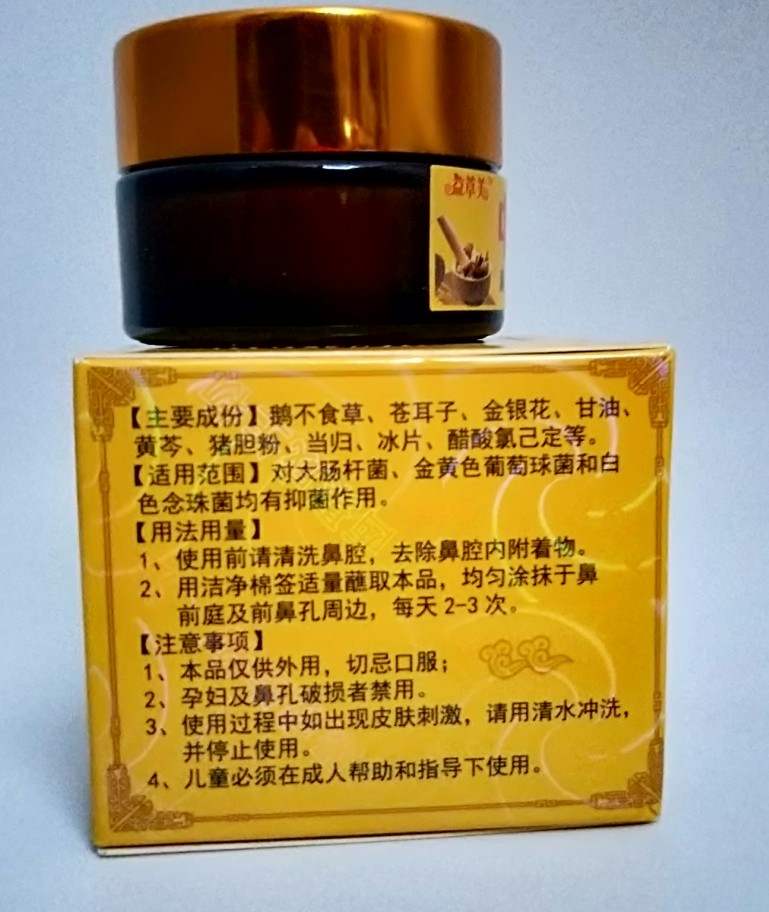 益草美
【主要成份】鹅不食草、苍耳子、金银花、甘油、
黄芩、猪胆粉、当归、冰片、醋酸氯己定等。
【适用范围】对大肠杆菌、金黄色葡萄球菌和白
色念珠菌均有抑菌作用。
【用法用量】
1、使用前请清洗鼻腔，去除鼻腔内附着物。
2、用洁净棉签适量蘸取本品，均匀涂抹于鼻
前庭及前鼻孔周边，每天2-3次。
【注意事项】
1、本品仅供外用，切忌口服；
2、孕妇及鼻孔破损者禁用。
3、使用过程中如出现皮肤刺激，请用清水冲洗，
并停止使用。
4、儿童必须在成人帮助和指导下使用。